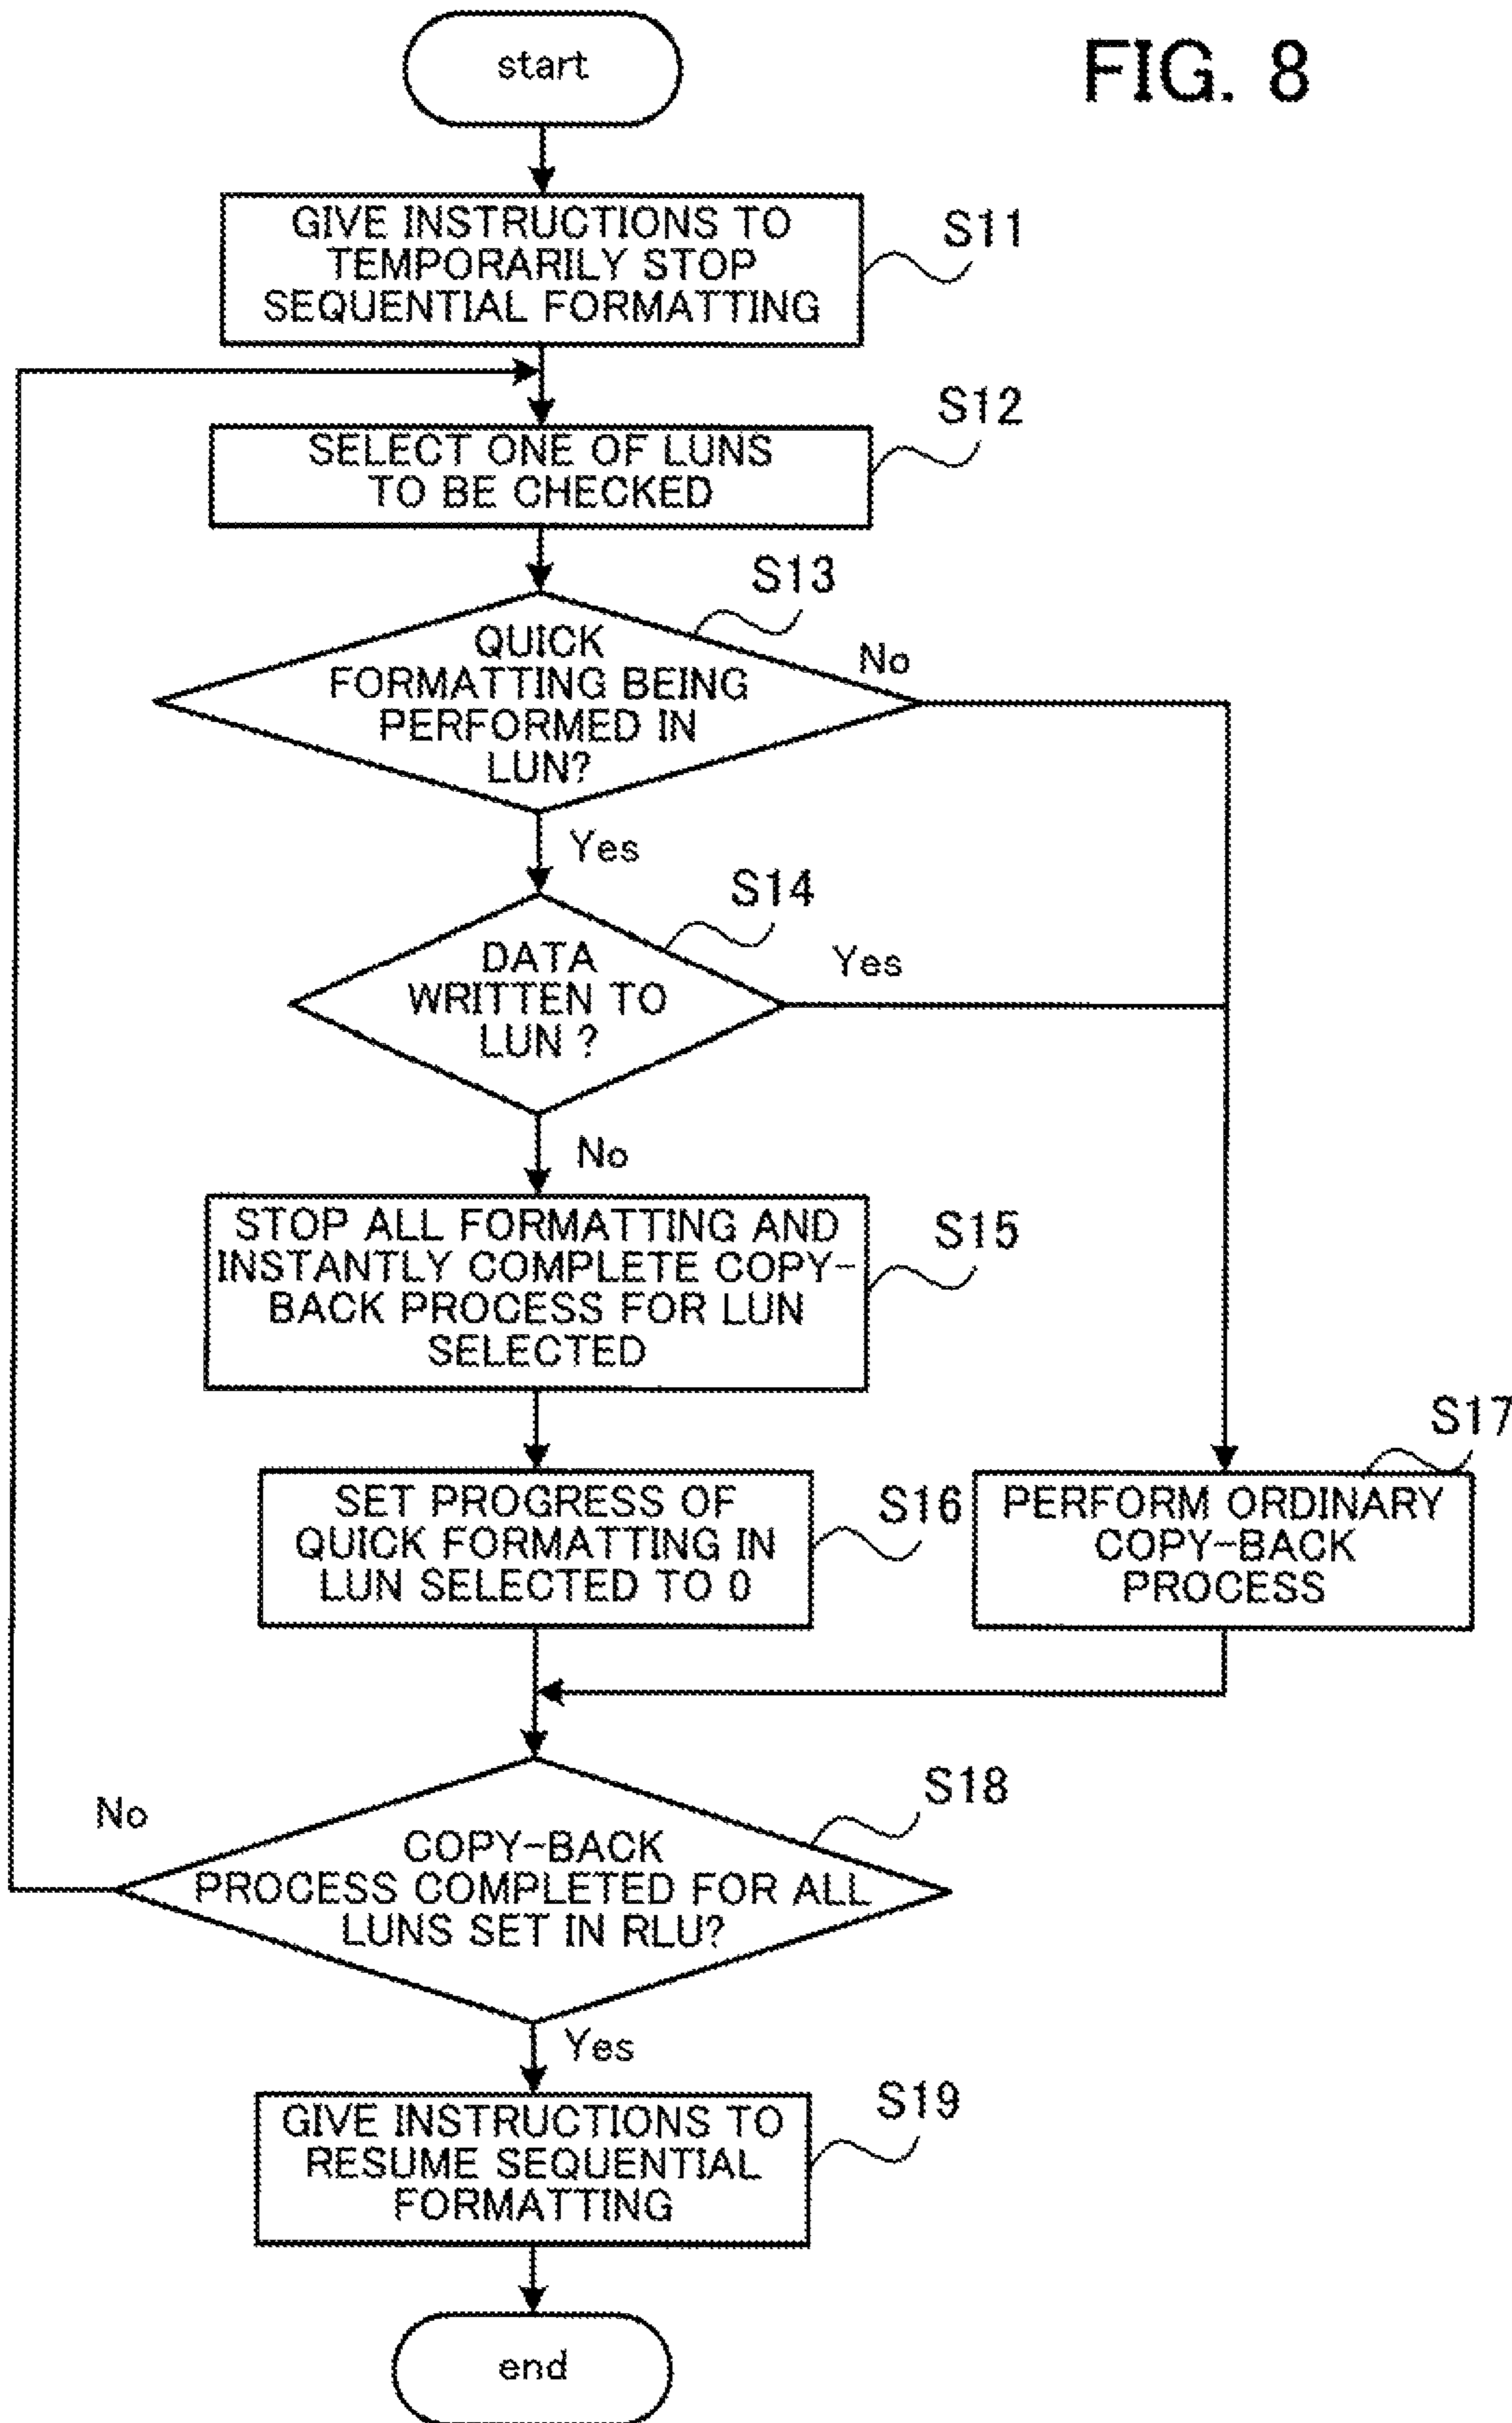 FIG. 8
start
GIVE INSTRUCTIONS TO
TEMPORARILY STOP
SEQUENTIAL FORMATTING
S11
SELECT ONE OF LUNS
TO BE CHECKED
S12
QUICK
FORMATTING BEING
PERFORMED IN
LUN?
S13
No
Yes
DATA
WRITTEN TO
LUN ?
S14
Yes
No
STOP ALL FORMATTING AND
INSTANTLY COMPLETE COPY-
BACK PROCESS FOR LUN
SELECTED
S15
SET PROGRESS OF
QUICK FORMATTING IN
LUN SELECTED TO 0
S16
PERFORM ORDINARY
COPY-BACK
PROCESS
S17
COPY-BACK
PROCESS COMPLETED FOR ALL
LUNS SET IN RLU?
S18
No
Yes
GIVE INSTRUCTIONS TO
RESUME SEQUENTIAL
FORMATTING
S19
end